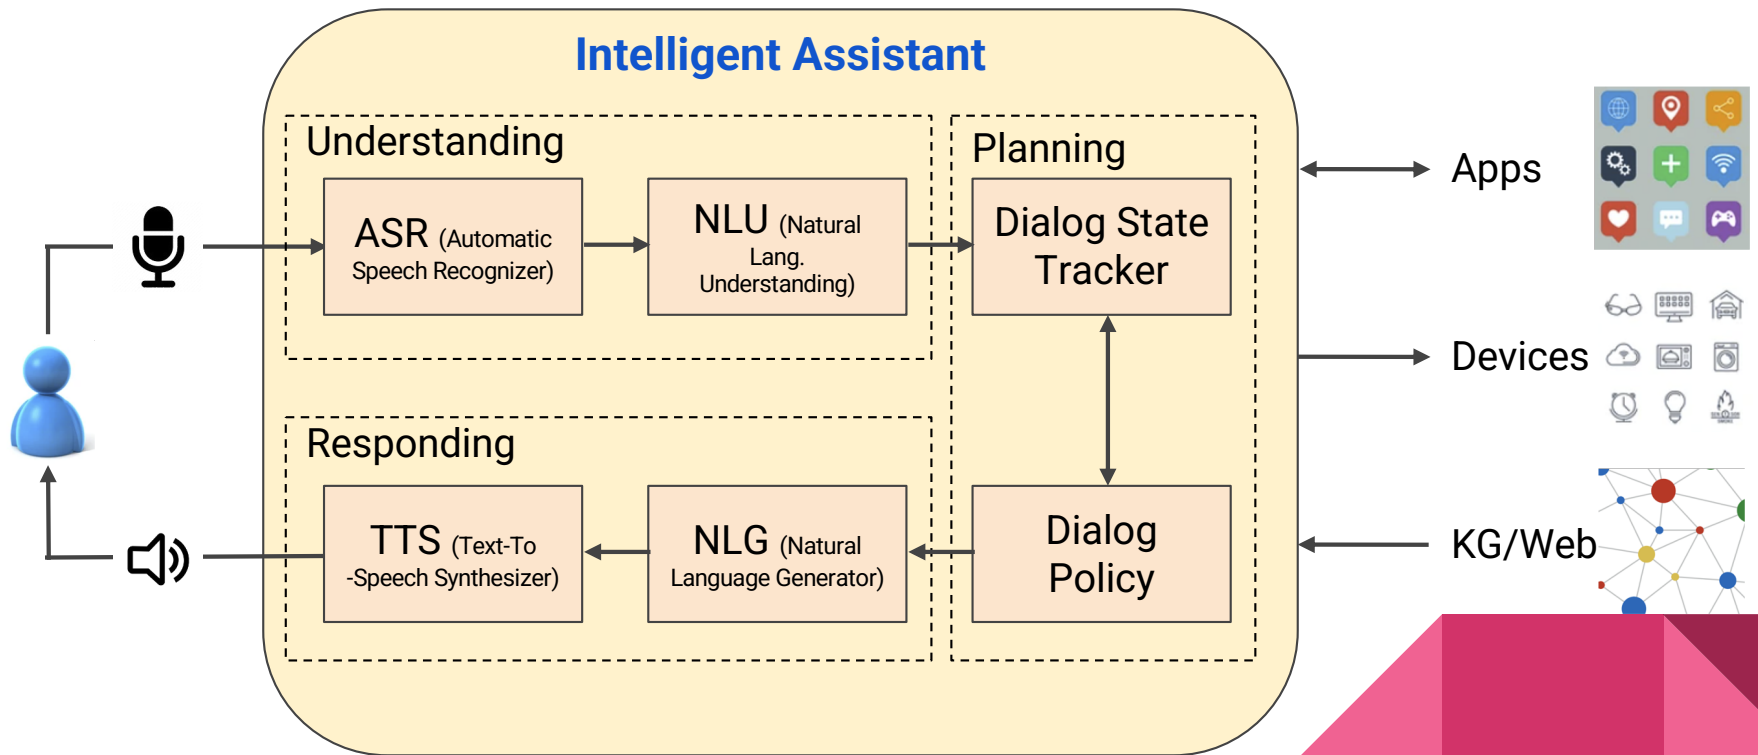 Intelligent Assistant
Understanding
ASR (Automatic
Speech Recognizer)
NLU (Natural
Lang.
Understanding)
Planning
Dialog State
Tracker
Apps
Devices
Responding
TTS (Text-To
-Speech Synthesizer)
NLG (Natural
Language Generator)
Dialog
Policy
KG/Web